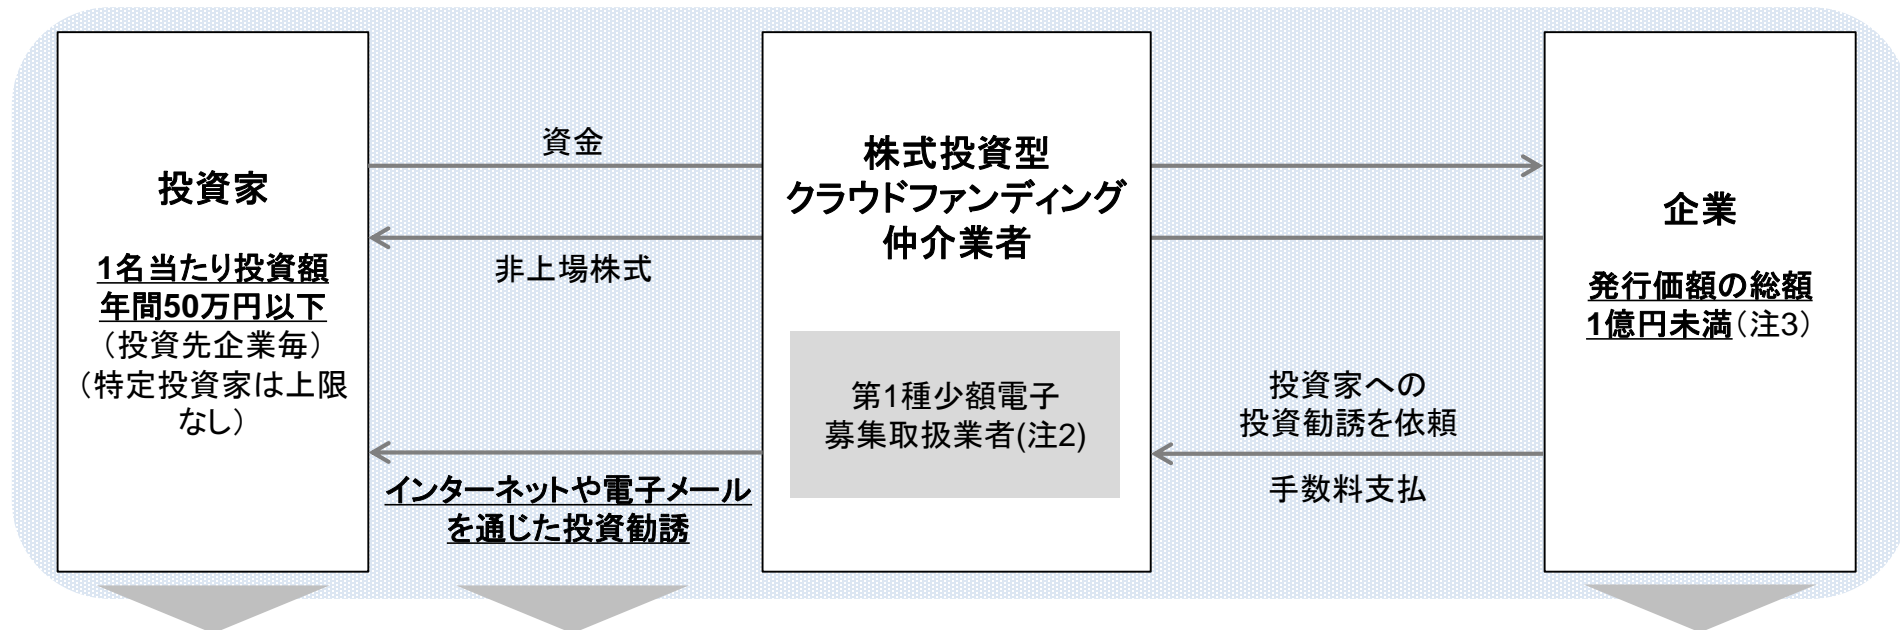 投資家
1名当たり投資額
年間50万円以下
（投資先企業毎）
（特定投資家は上限
なし）
資金
非上場株式
インターネットや電子メール
を通じた投資勧誘
株式投資型
クラウドファンディング
仲介業者
第1種少額電子
募集取扱業者(注2)
投資家への
投資勧誘を依頼
手数料支払
企業
発行価額の総額
1億円未満（注3）